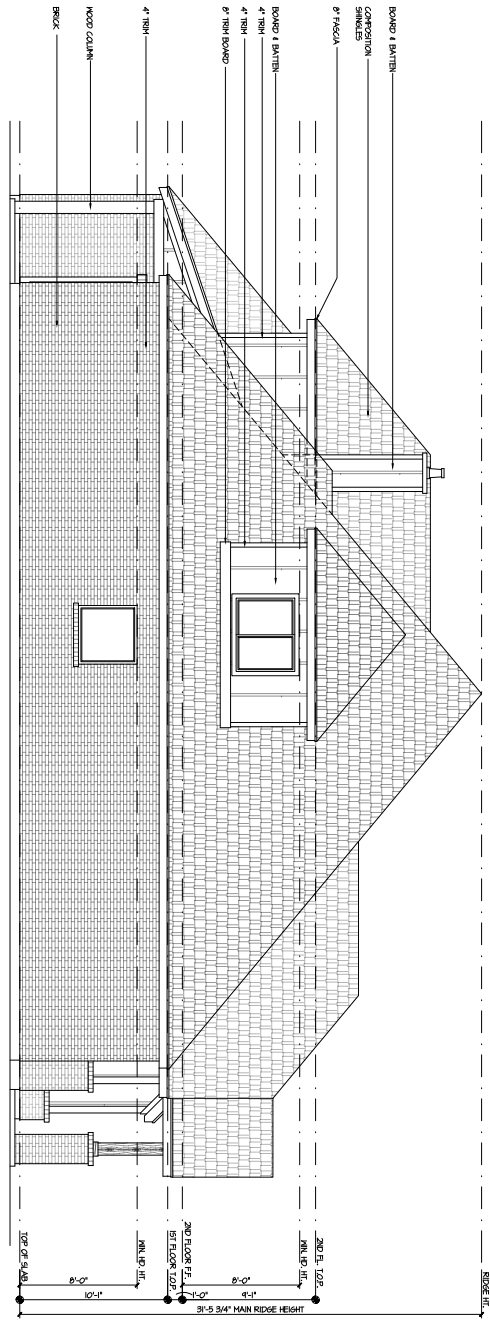 BOARD & BATTEN
COMPOSITION
SHINGLES
8" FASCIA
BOARD & BATTEN
4" TRIM
4" TRIM
8" TRIM BOARD
4" TRIM
WOOD COLUMN
BRICK
RIDGE HT.
2ND FL. T.O.P.
MIN. HD. HT.
2ND FLOOR F.F.
1ST FLOOR T.O.P.
MIN. HD. HT.
TOP OF SLAB
8'-0"
9'-1"
1'-0"
8'-0"
10'-1"
31'-5 3/4" MAIN RIDGE HEIGHT